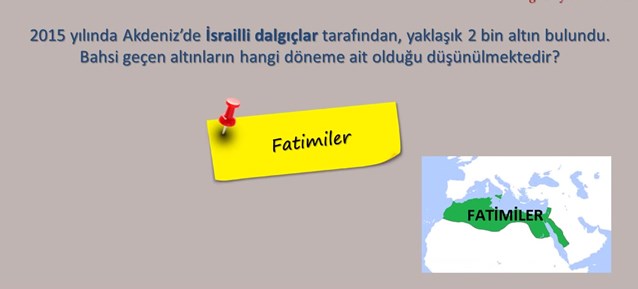 2015 yılında Akdeniz’de İsrailli dalgıçlar tarafından, yaklaşık 2 bin altın bulundu.
Bahsi geçen altınların hangi döneme ait olduğu düşünülmektedir?
Fatimiler
FATİMİLER